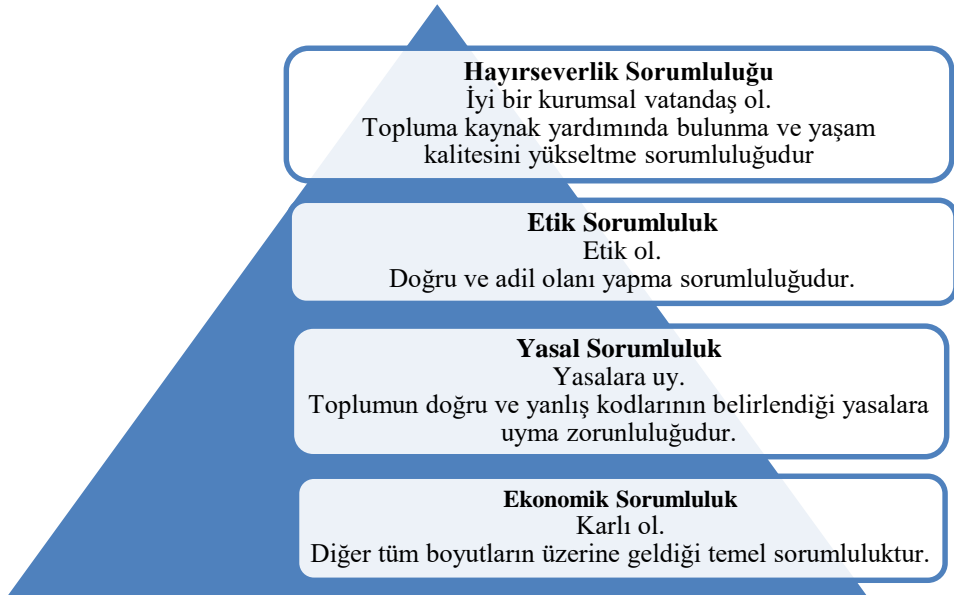 Hayırseverlik Sorumluluğu
İyi bir kurumsal vatandaş ol.
Topluma kaynak yardımında bulunma ve yaşam
kalitesini yükseltme sorumluluğudur
Etik Sorumluluk
Etik ol.
Doğru ve adil olanı yapma sorumluluğudur.
Yasal Sorumluluk
Yasalara uy.
Toplumun doğru ve yanlış kodlarının belirlendiği yasalara
uyma zorunluluğudur.
Ekonomik Sorumluluk
Karlı ol.
Diğer tüm boyutların üzerine geldiği temel sorumluluktur.